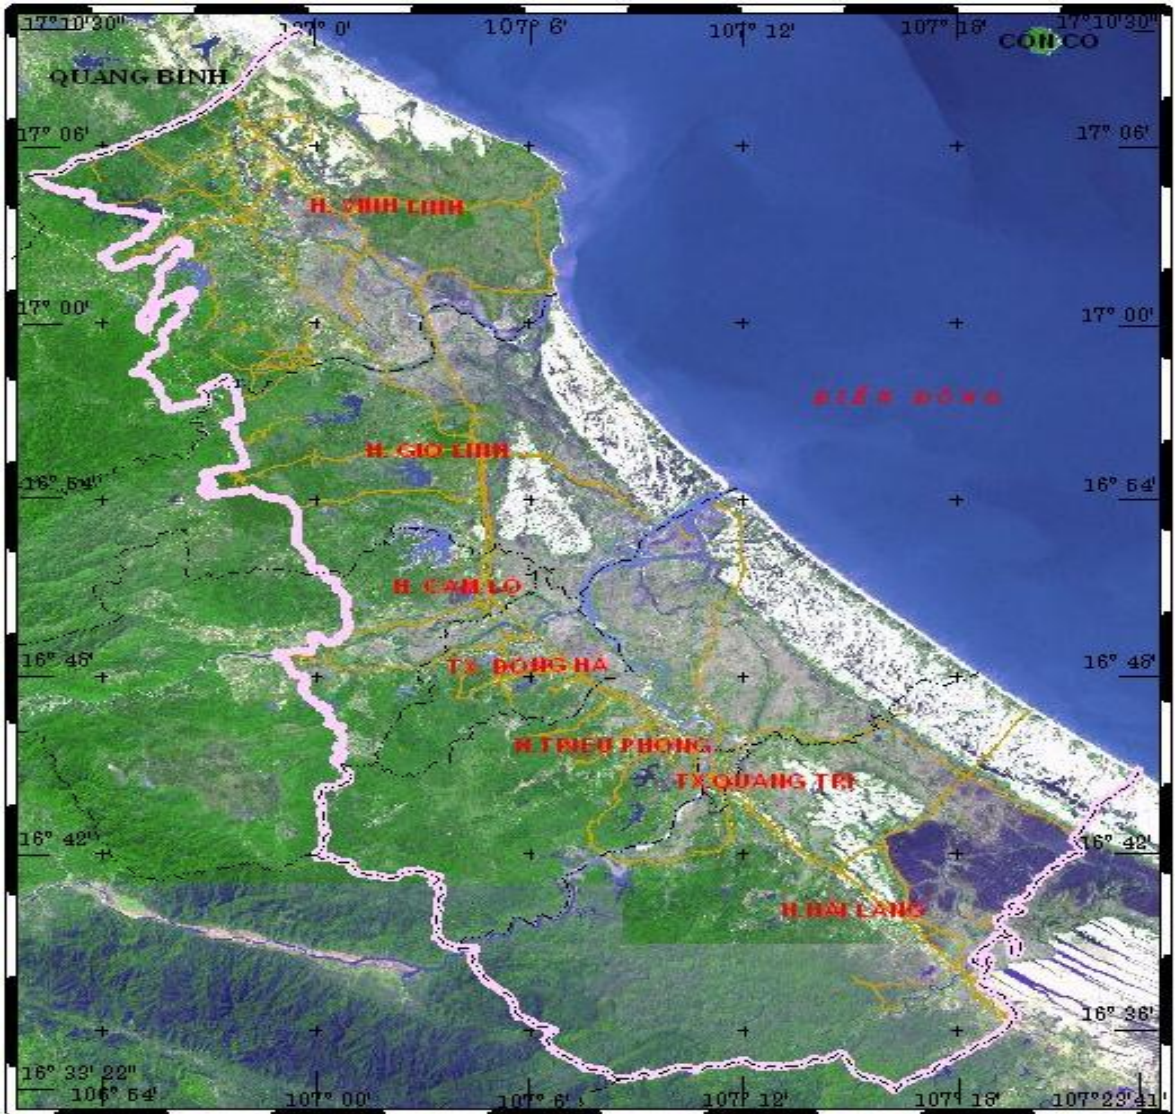 17°10'30"
107° 0'
107° 6'
107° 12'
107° 18'
17°10'30"
CON CO
QUANG BINH
17° 06'
17° 06'
H. VINH LINH
17° 00'
17° 00'
BIỂN ĐÔNG
H. GIO LINH
16° 54'
16° 54'
H. CAM LO
TX. DONG HA
16° 48'
16° 48'
H.TRIEU PHONG
TX.QUANG TRI
16° 42'
16° 42'
H.HAI LANG
16° 36'
16° 33' 22"
106° 54'
107° 00'
107° 6'
107° 12'
107° 18'
107°23'41